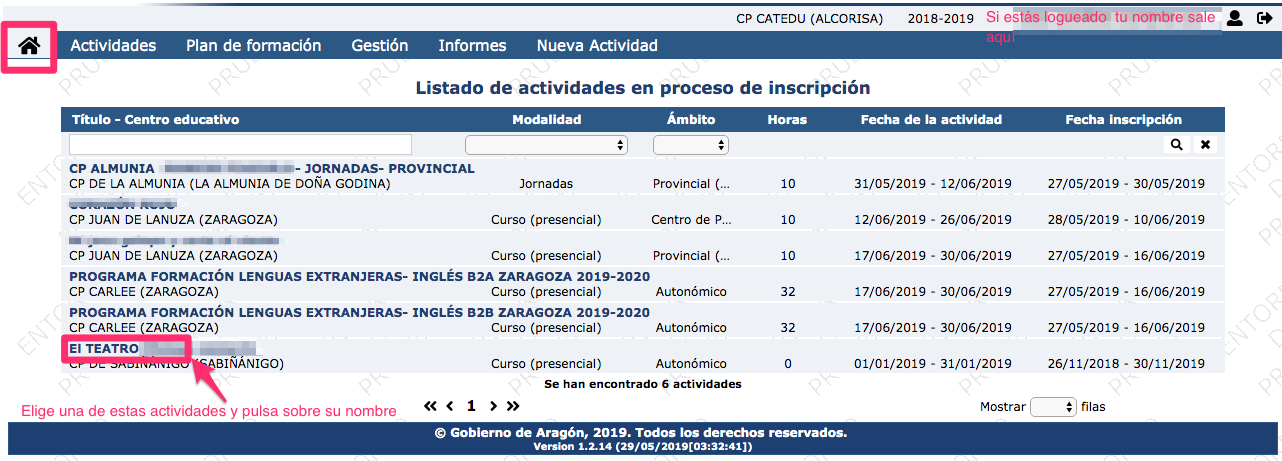 CP CATEDU (ALCORISA) 2018-2019 Si estás logueado tu nombre sale aquí
Actividades Plan de formación Gestión Informes Nueva Actividad
Listado de actividades en proceso de inscripción
Título - Centro educativo Modalidad Ámbito Horas Fecha de la actividad Fecha inscripción
CP ALMUNIA - JORNADAS- PROVINCIAL
CP DE LA ALMUNIA (LA ALMUNIA DE DOÑA GODINA) Jornadas Provincial (... 10 31/05/2019 - 12/06/2019 27/05/2019 - 30/05/2019
CP JUAN DE LANUZA (ZARAGOZA) Curso (presencial) Centro de P... 10 12/06/2019 - 26/06/2019 28/05/2019 - 10/06/2019
CP JUAN DE LANUZA (ZARAGOZA) Curso (presencial) Provincial (... 10 17/06/2019 - 30/06/2019 27/05/2019 - 16/06/2019
PROGRAMA FORMACIÓN LENGUAS EXTRANJERAS- INGLÉS B2A ZARAGOZA 2019-2020
CP CARLEE (ZARAGOZA) Curso (presencial) Autonómico 32 17/06/2019 - 30/06/2019 27/05/2019 - 16/06/2019
PROGRAMA FORMACIÓN LENGUAS EXTRANJERAS- INGLÉS B2B ZARAGOZA 2019-2020
CP CARLEE (ZARAGOZA) Curso (presencial) Autonómico 32 17/06/2019 - 30/06/2019 27/05/2019 - 16/06/2019
El TEATRO
CP DE SABIÑÁNIGO (SABIÑÁNIGO) Curso (presencial) Autonómico 0 01/01/2019 - 31/01/2019 26/11/2018 - 30/11/2019
Se han encontrado 6 actividades
Elige una de estas actividades y pulsa sobre su nombre << < 1 > >> Mostrar filas
© Gobierno de Aragón, 2019. Todos los derechos reservados.
Version 1.2.14 (29/05/2019[03:32:41])